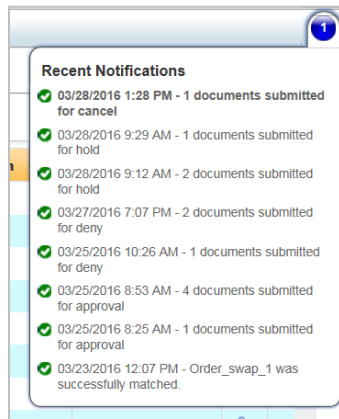 1
Recent Notifications
03/28/2016 1:28 PM - 1 documents submitted
for cancel
03/28/2016 9:29 AM - 1 documents submitted
for hold
03/28/2016 9:12 AM - 2 documents submitted
for hold
03/27/2016 7:07 PM - 2 documents submitted
for deny
03/25/2016 10:26 AM - 1 documents submitted
for deny
03/25/2016 8:53 AM - 4 documents submitted
for approval
03/25/2016 8:25 AM - 1 documents submitted
for approval
03/23/2016 12:07 PM - Order_swap_1 was
successfully matched.